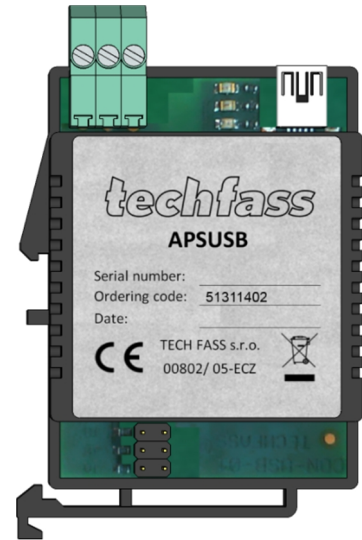 techfass
APSUSB
Serial number:
Ordering code: 51311402
Date:
CE TECH FASS s.r.o.
00802/ 05-ECZ